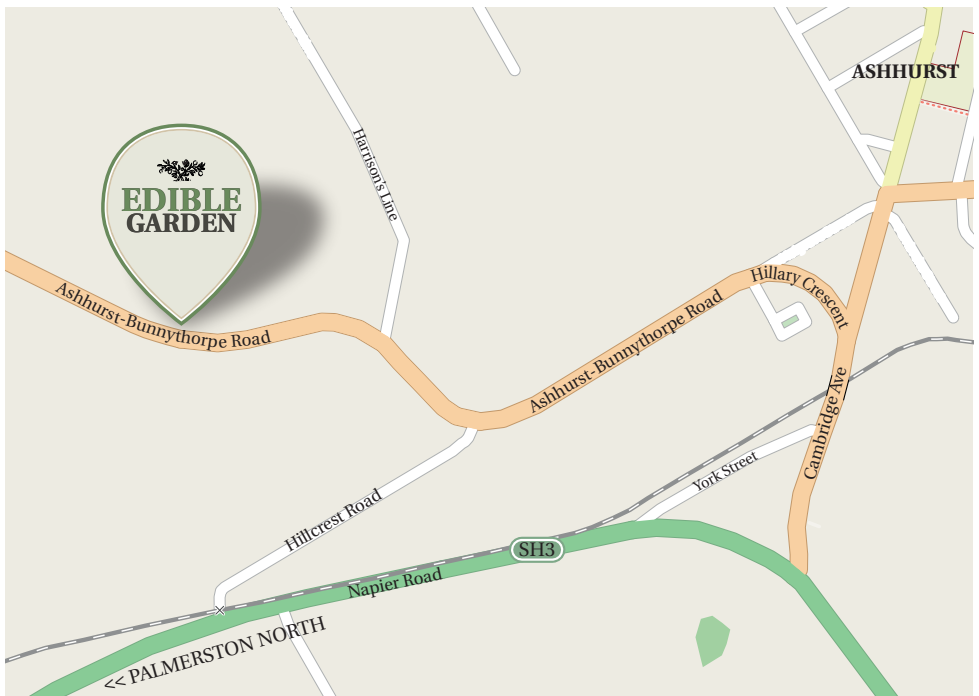 ASHHURST
Harrison's Line
EDIBLE
GARDEN
Hillary Crescent
Ashhurst-Bunnythorpe Road
Ashhurst-Bunnythorpe Road
Cambridge Ave
York Street
Hillcrest Road
SH3
Napier Road
<< PALMERSTON NORTH